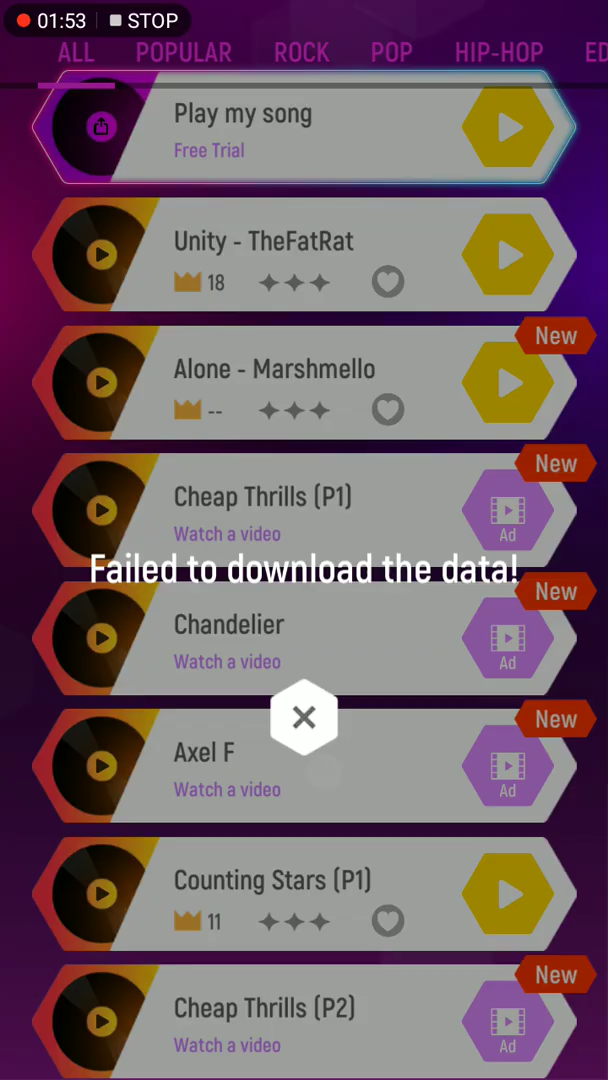 01:53 STOP
ALL POPULAR ROCK POP HIP-HOP ED
Play my song
Free Trial
Unity - TheFatRat
18
New
Alone - Marshmello
--
New
Cheap Thrills (P1)
Watch a video
Ad
Failed to download the data!
New
Chandelier
Watch a video
Ad
New
Axel F
Watch a video
Ad
Counting Stars (P1)
11
New
Cheap Thrills (P2)
Watch a video
Ad